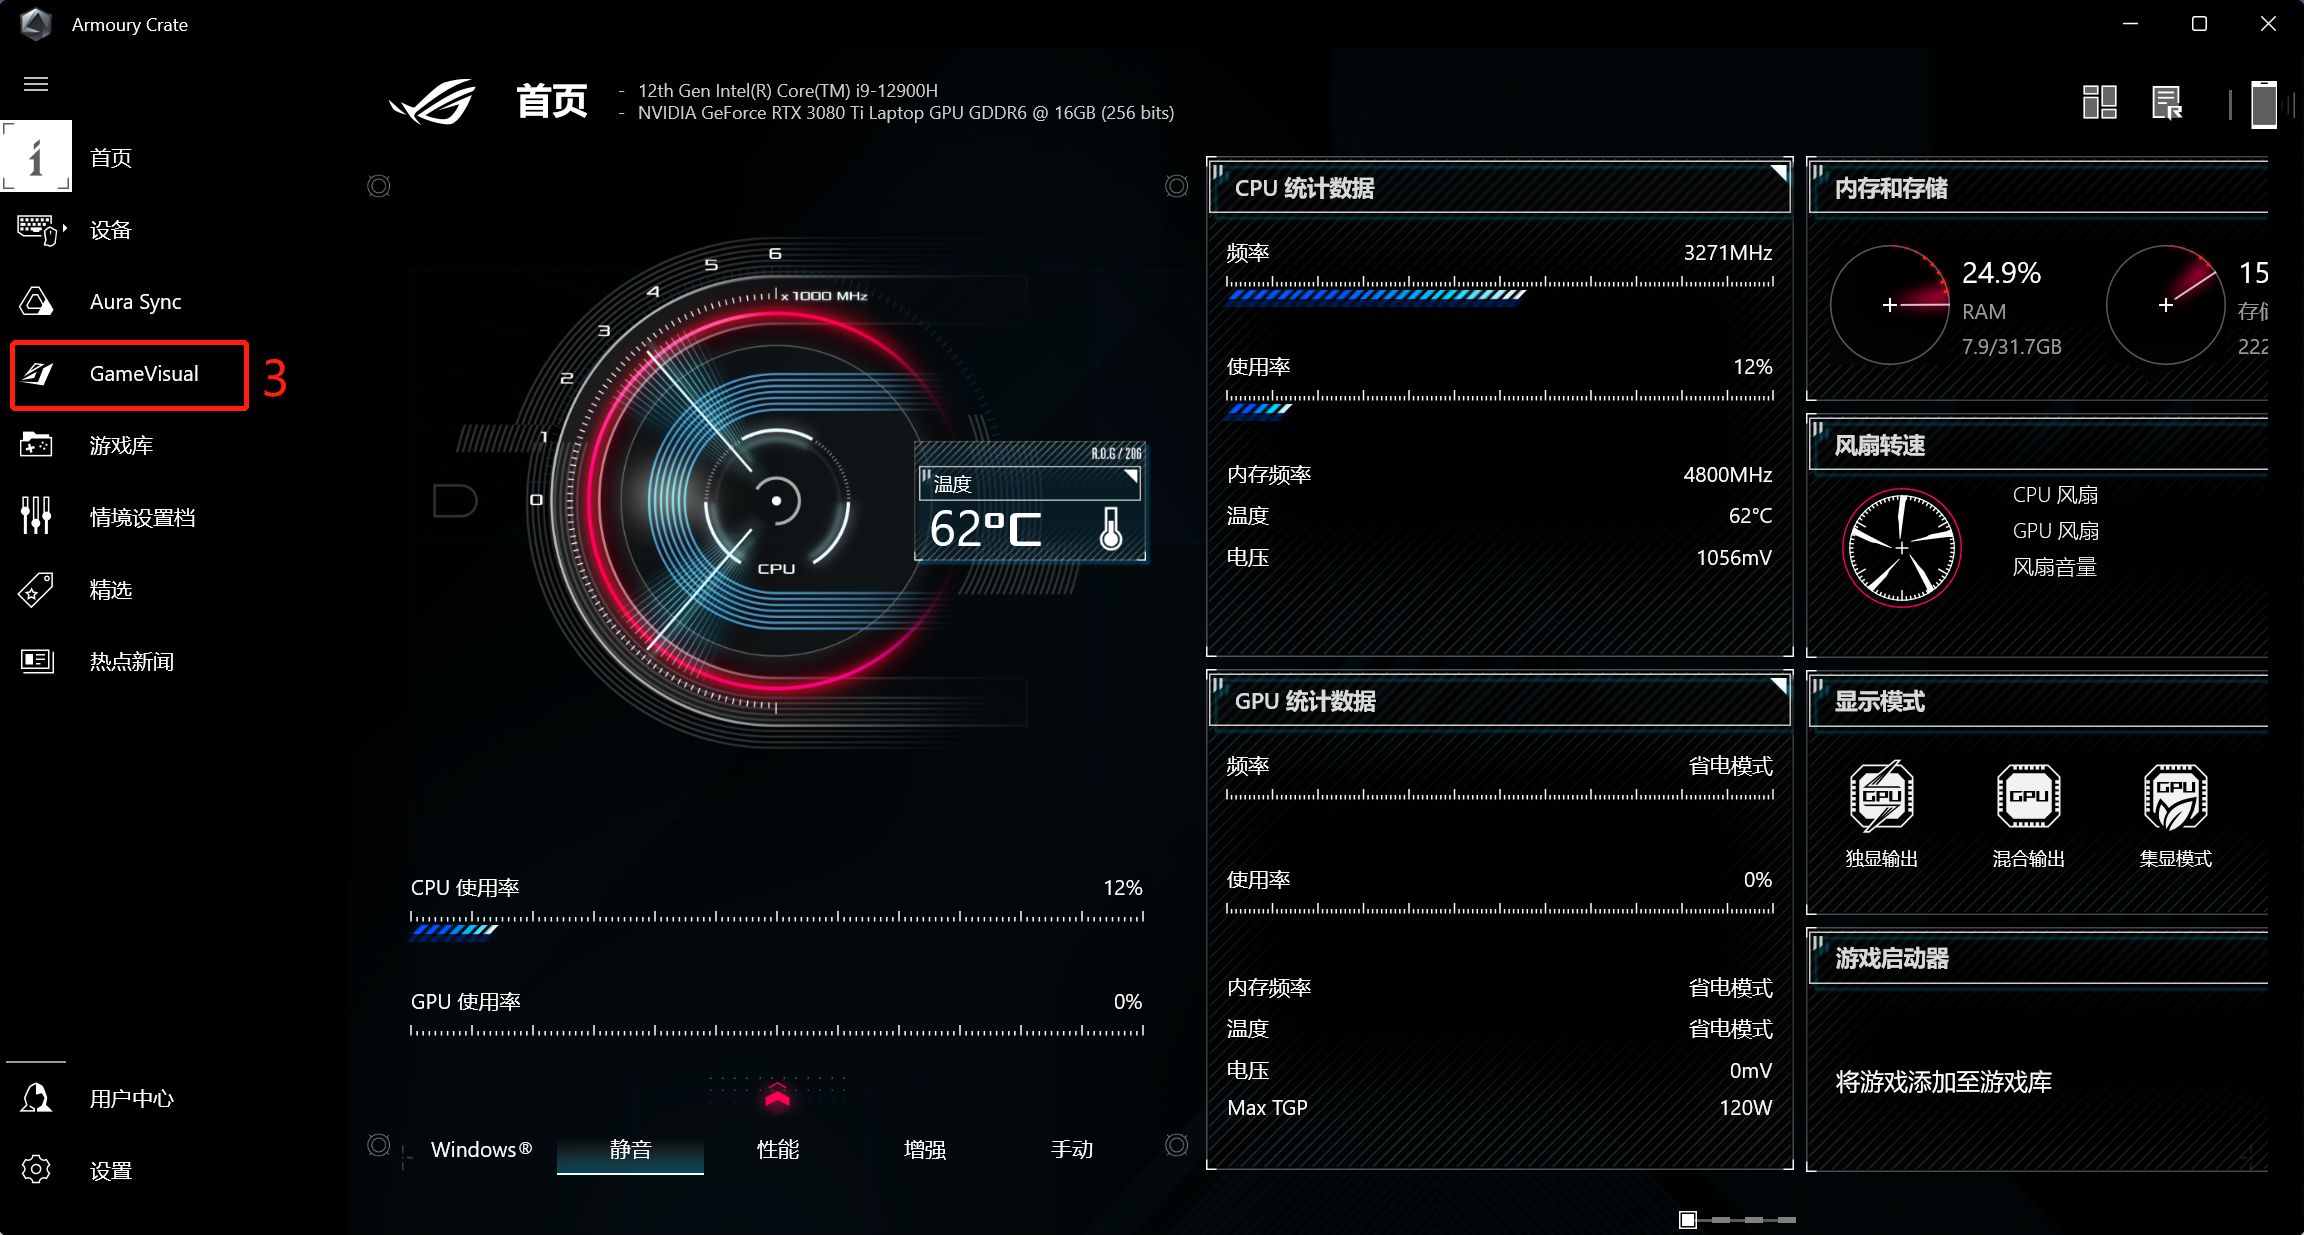 Armoury Crate
首页
- 12th Gen Intel(R) Core(TM) i9-12900H
- NVIDIA GeForce RTX 3080 Ti Laptop GPU GDDR6 @ 16GB (256 bits)
首页
设备
Aura Sync
GameVisual
3
游戏库
情境设置档
精选
热点新闻
用户中心
设置
6
5
4
3
2
1
0
x 1000 MHz
CPU
R.O.G / 206
温度
62°C
CPU 使用率
12%
GPU 使用率
0%
Windows®
静音
性能
增强
手动
CPU 统计数据
频率
3271MHz
使用率
12%
内存频率
4800MHz
温度
62°C
电压
1056mV
GPU 统计数据
频率
省电模式
使用率
0%
内存频率
省电模式
温度
省电模式
电压
0mV
Max TGP
120W
内存和存储
24.9%
RAM
7.9/31.7GB
15
存
222
风扇转速
CPU 风扇
GPU 风扇
风扇音量
显示模式
GPU
独显输出
GPU
混合输出
GPU
集显模式
游戏启动器
将游戏添加至游戏库